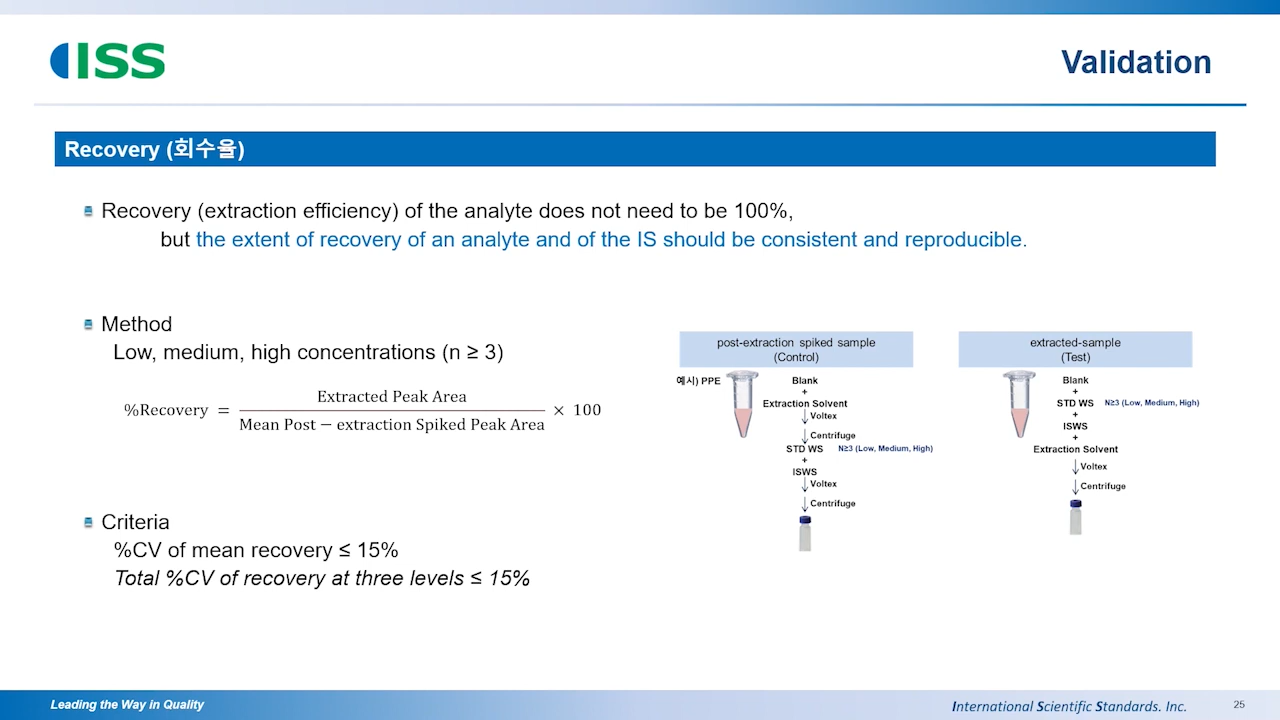 ISS
Validation
Recovery (회수율)
Recovery (extraction efficiency) of the analyte does not need to be 100%,
but the extent of recovery of an analyte and of the IS should be consistent and reproducible.
Method
Low, medium, high concentrations (n ≥ 3)
%Recovery = Extracted Peak Area / Mean Post − extraction Spiked Peak Area × 100
Criteria
%CV of mean recovery ≤ 15%
Total %CV of recovery at three levels ≤ 15%
post-extraction spiked sample
(Control)
예시) PPE
Blank
+
Extraction Solvent
Voltex
Centrifuge
STD WS N≥3 (Low, Medium, High)
+
ISWS
Voltex
Centrifuge
extracted-sample
(Test)
Blank
+
STD WS N≥3 (Low, Medium, High)
+
ISWS
+
Extraction Solvent
Voltex
Centrifuge
Leading the Way in Quality
International Scientific Standards. Inc.
25